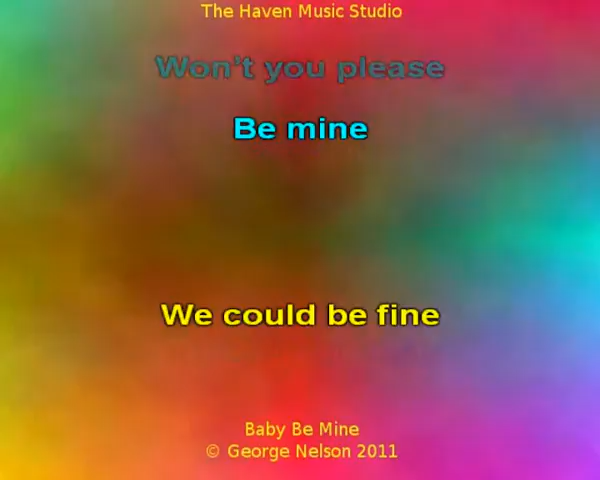 The Haven Music Studio
Won't you please
Be mine
We could be fine
Baby Be Mine
© George Nelson 2011